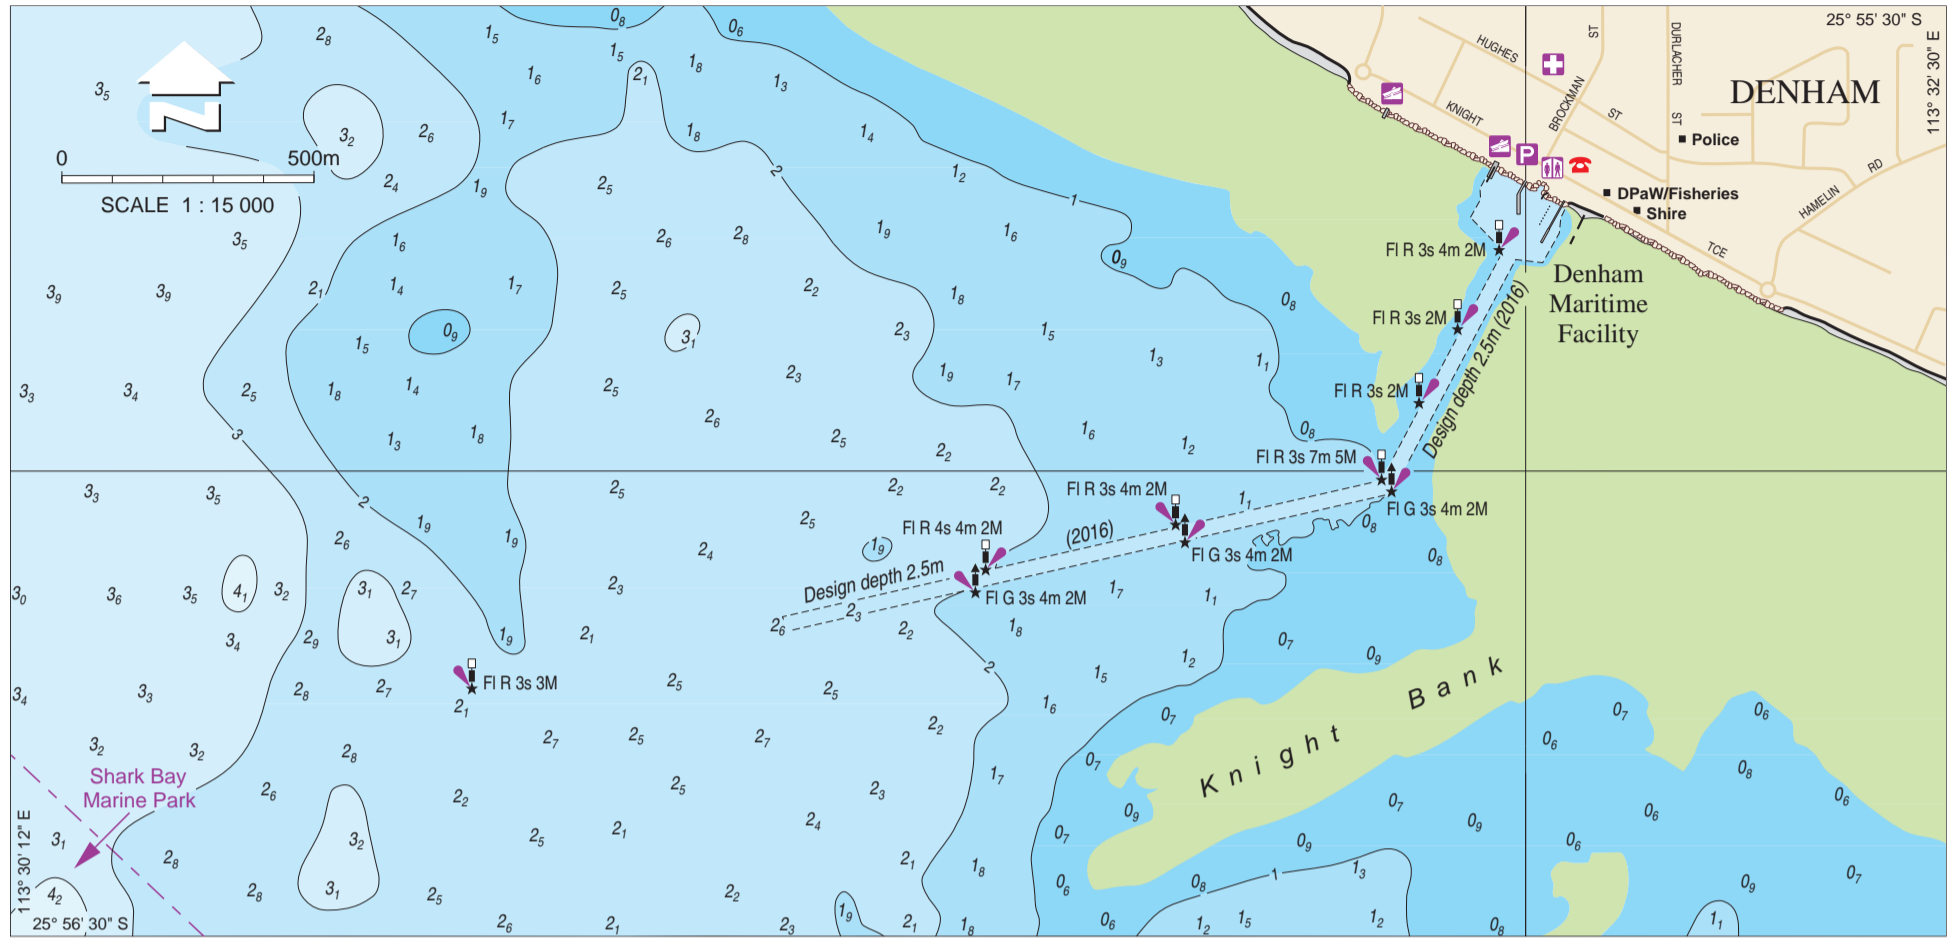 25° 55' 30" S
113° 32' 30" E
DENHAM
HUGHES
ST
KNIGHT
TCE
BROCKMAN
ST
DURLACHER
ST
HAMELIN
RD
Police
P
DPaW/Fisheries
Shire
N
0 500m
SCALE 1 : 15 000
Denham
Maritime
Facility
Fl R 3s 4m 2M
Fl R 3s 2M
Fl R 3s 2M
Design depth 2.5m (2016)
Fl R 3s 7m 5M
Fl G 3s 4m 2M
Fl R 3s 4m 2M
Fl G 3s 4m 2M
(2016)
Fl R 4s 4m 2M
Design depth 2.5m
Fl G 3s 4m 2M
Fl R 3s 3M
Knight Bank
Shark Bay
Marine Park
113° 30' 12" E
25° 56' 30" S